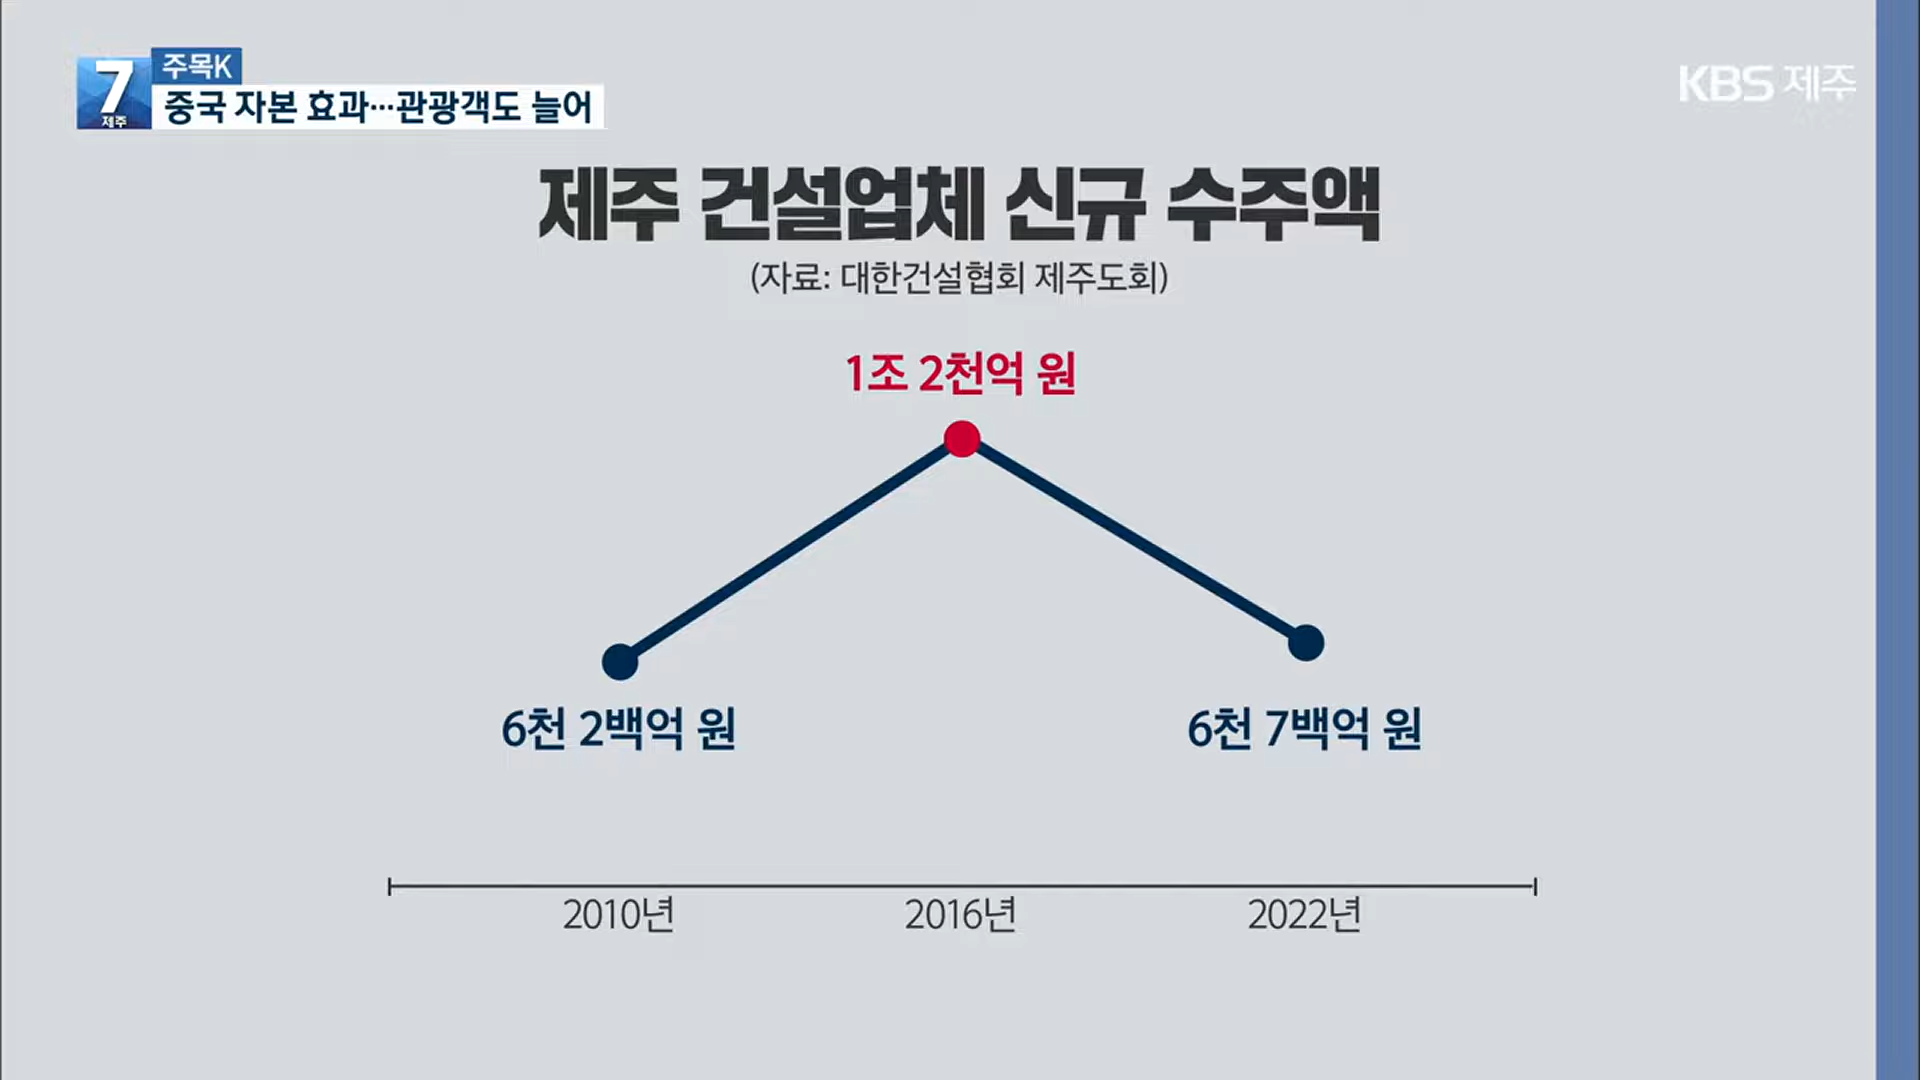 7
제주
주목K
중국 자본 효과…관광객도 늘어
KBS 제주
제주 건설업체 신규 수주액
(자료: 대한건설협회 제주도회)
1조 2천억 원
6천 2백억 원
6천 7백억 원
2010년
2016년
2022년